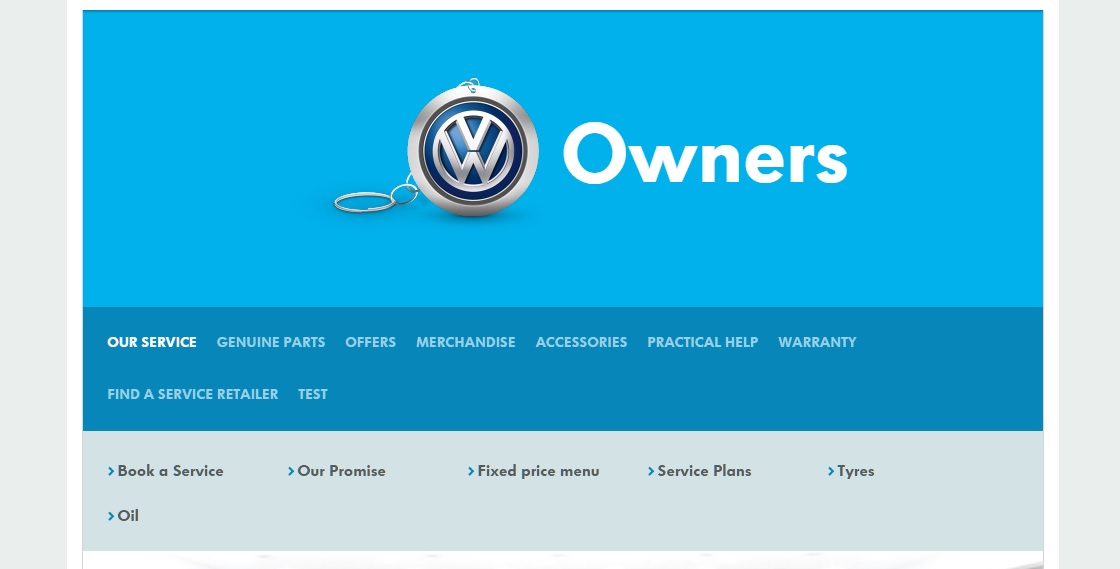 Owners
OUR SERVICE GENUINE PARTS OFFERS MERCHANDISE ACCESSORIES PRACTICAL HELP WARRANTY
FIND A SERVICE RETAILER TEST
Book a Service Our Promise Fixed price menu Service Plans Tyres
Oil